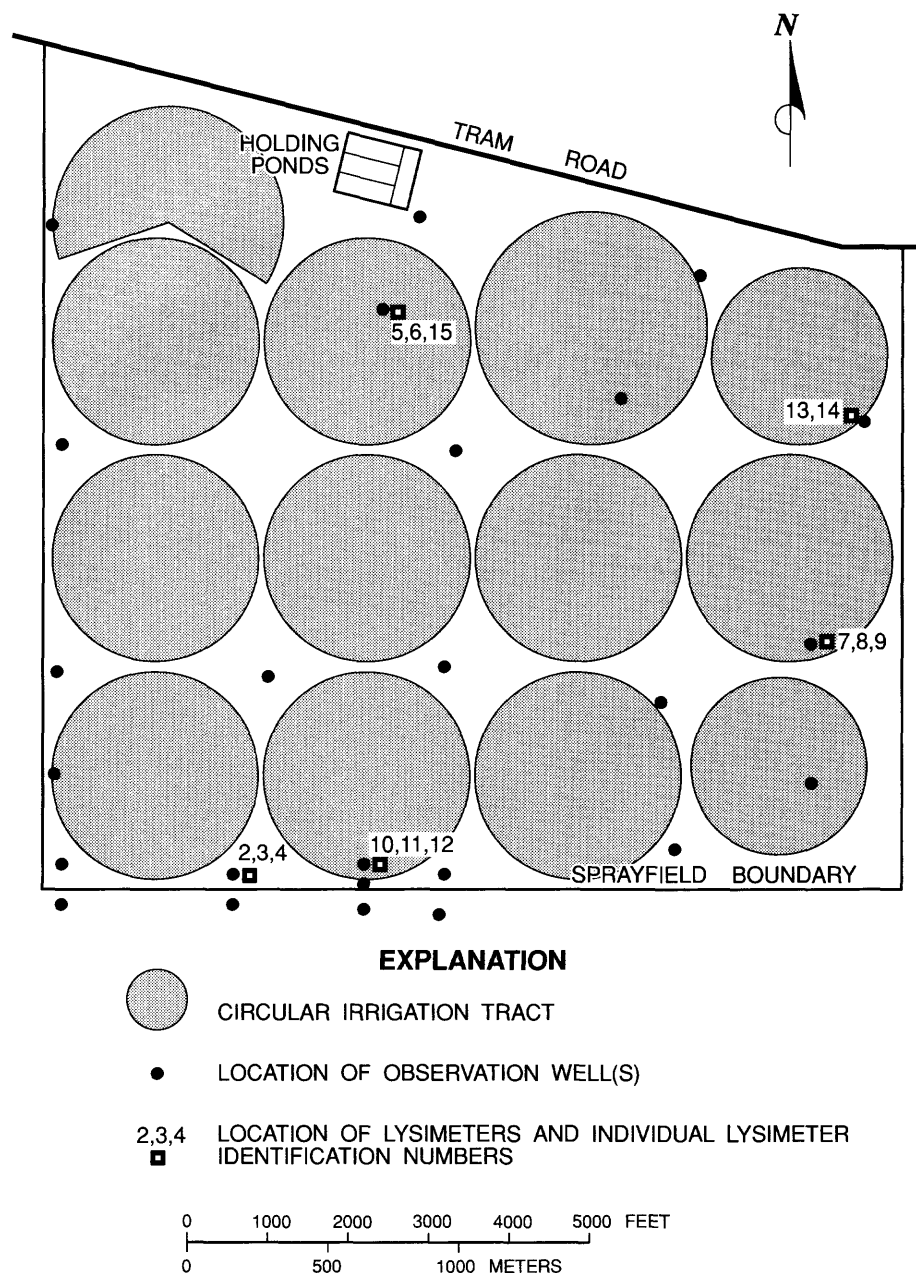 N
TRAM ROAD
HOLDING
PONDS
5,6,15
13,14
7,8,9
2,3,4
10,11,12
SPRAYFIELD BOUNDARY
EXPLANATION
CIRCULAR IRRIGATION TRACT
LOCATION OF OBSERVATION WELL(S)
2,3,4 LOCATION OF LYSIMETERS AND INDIVIDUAL LYSIMETER
IDENTIFICATION NUMBERS
0 1000 2000 3000 4000 5000 FEET
0 500 1000 METERS